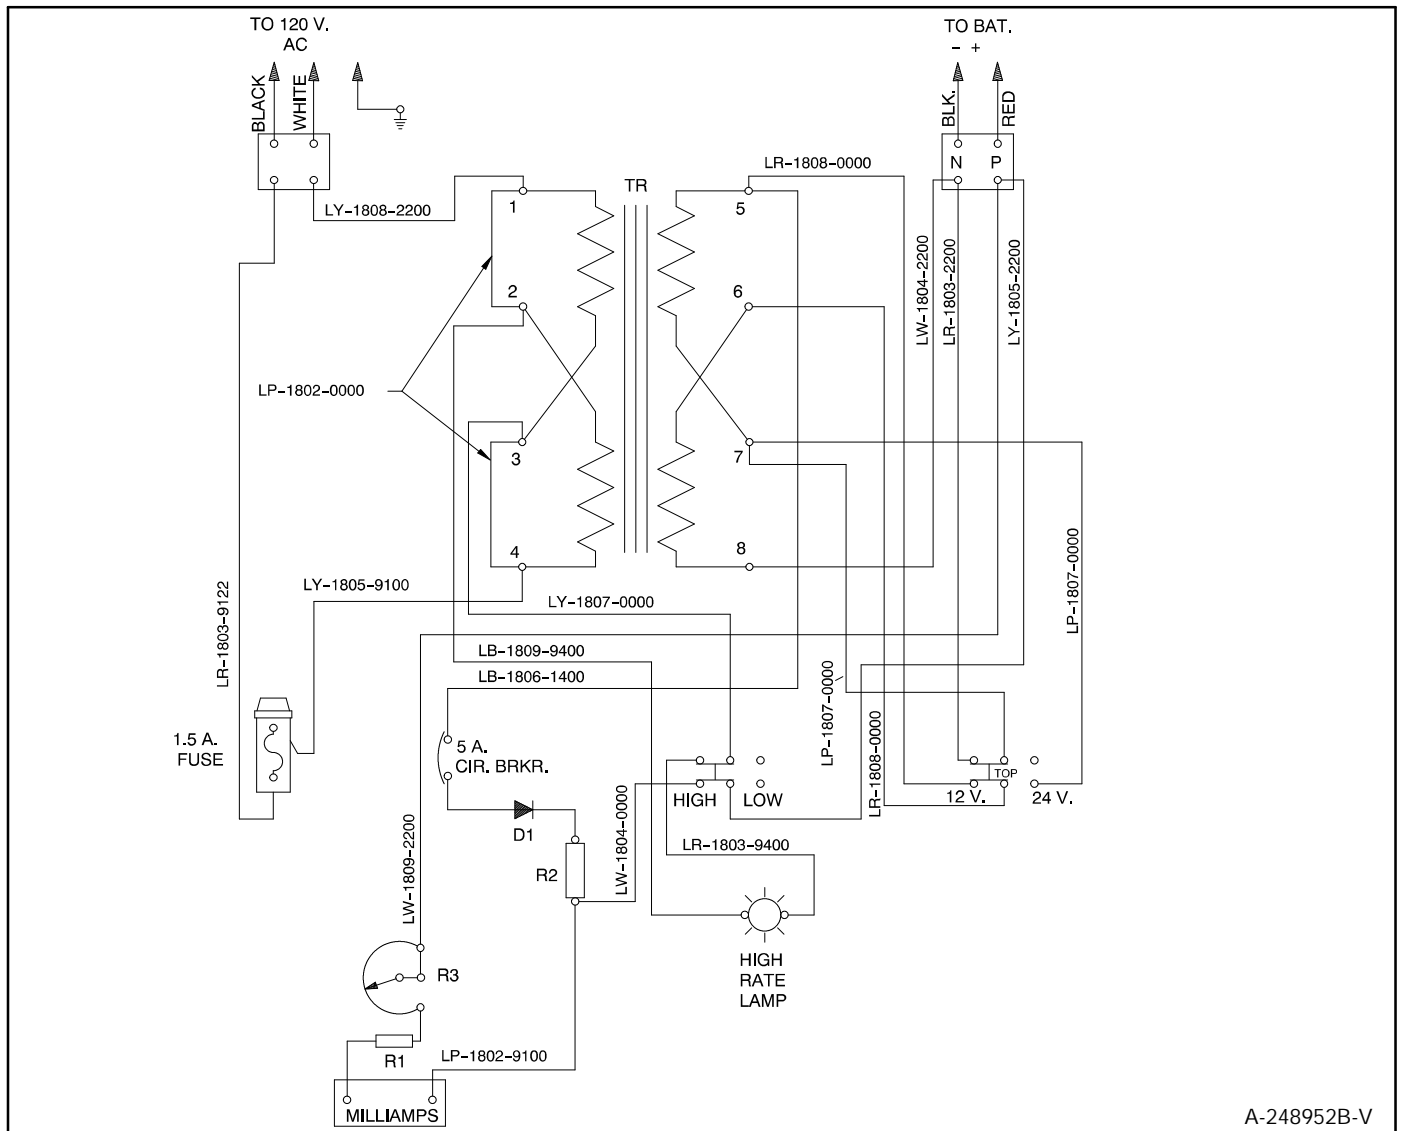 TO 120 V.
AC
BLACK
WHITE
TO BAT.
- +
BLK.
RED
N P
LR-1808-0000
TR
LY-1808-2200
1
5
2
6
LW-1804-2200
LR-1803-2200
LY-1805-2200
LP-1802-0000
3
7
4
8
LY-1805-9100
LY-1807-0000
LR-1803-9122
LP-1807-0000
LB-1809-9400
LB-1806-1400
LP-1807-0000
LR-1808-0000
1.5 A.
FUSE
5 A.
CIR. BRKR.
HIGH LOW
TOP
12 V. 24 V.
D1
LR-1803-9400
R2
LW-1804-0000
LW-1809-2200
HIGH
RATE
LAMP
R3
R1
LP-1802-9100
MILLIAMPS
A-248952B-V